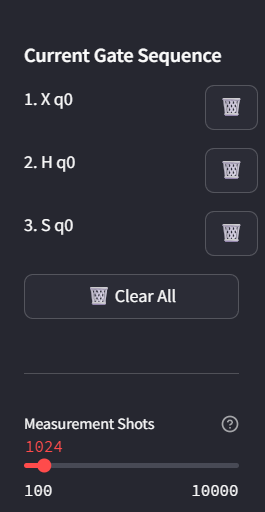 Current Gate Sequence
1. X q0
2. H q0
3. S q0
Clear All
Measurement Shots
1024
100 10000